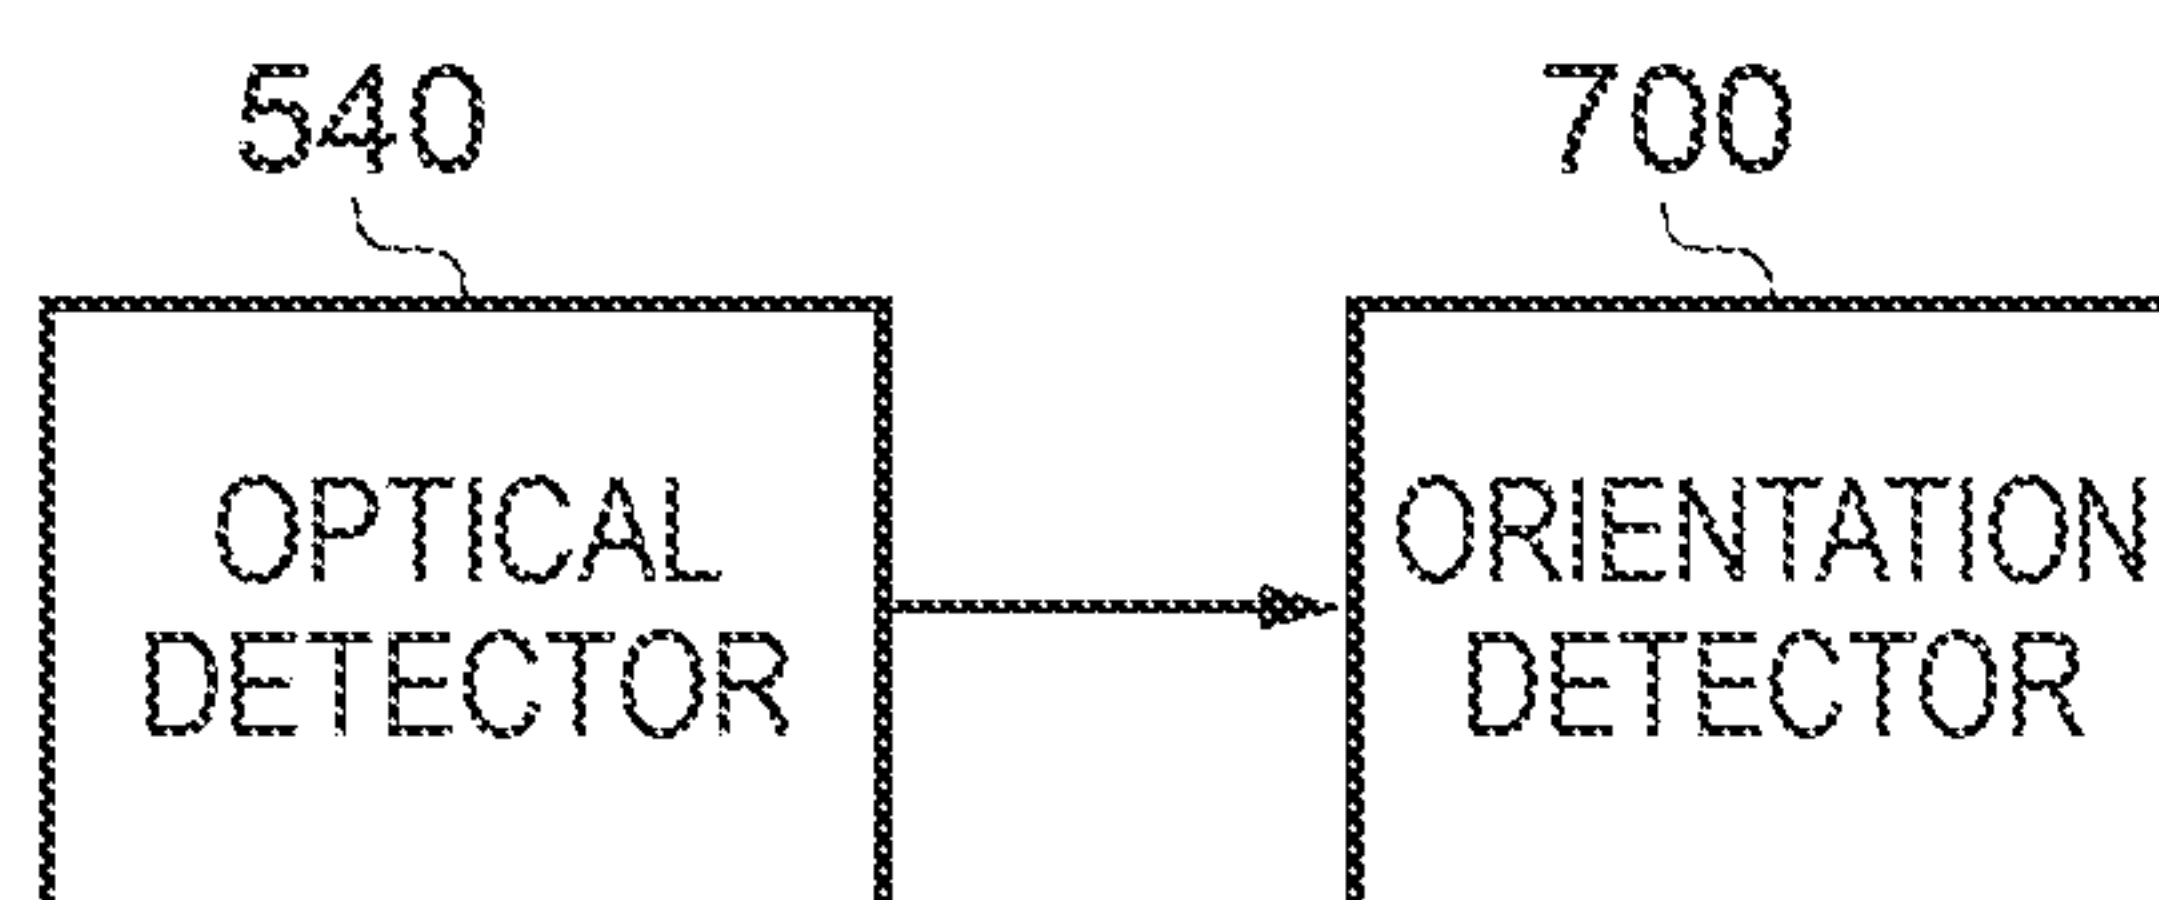 540
700
OPTICAL
DETECTOR
ORIENTATION
DETECTOR